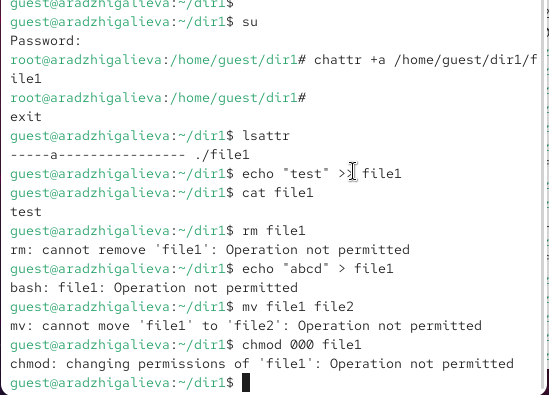 guest@aradzhigalieva:~/dir1$
guest@aradzhigalieva:~/dir1$ su
Password:
root@aradzhigalieva:/home/guest/dir1# chattr +a /home/guest/dir1/f
ile1
root@aradzhigalieva:/home/guest/dir1#
exit
guest@aradzhigalieva:~/dir1$ lsattr
-----a---------------- ./file1
guest@aradzhigalieva:~/dir1$ echo "test" >> file1
guest@aradzhigalieva:~/dir1$ cat file1
test
guest@aradzhigalieva:~/dir1$ rm file1
rm: cannot remove 'file1': Operation not permitted
guest@aradzhigalieva:~/dir1$ echo "abcd" > file1
bash: file1: Operation not permitted
guest@aradzhigalieva:~/dir1$ mv file1 file2
mv: cannot move 'file1' to 'file2': Operation not permitted
guest@aradzhigalieva:~/dir1$ chmod 000 file1
chmod: changing permissions of 'file1': Operation not permitted
guest@aradzhigalieva:~/dir1$